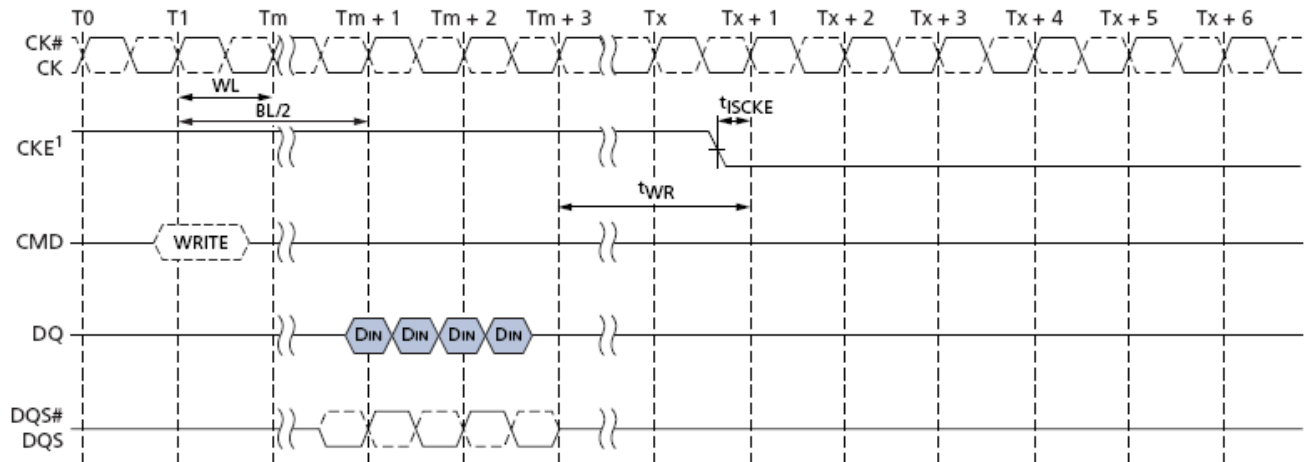 T0 T1 Tm Tm + 1 Tm + 2 Tm + 3 Tx Tx + 1 Tx + 2 Tx + 3 Tx + 4 Tx + 5 Tx + 6
CK#
CK
WL
BL/2
tISCKE
CKE1
tWR
CMD WRITE
DQ DIN DIN DIN DIN
DQS#
DQS